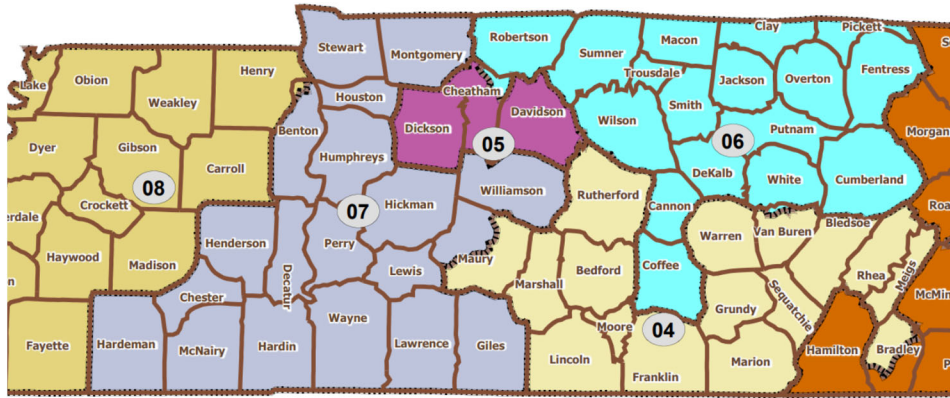 Stewart
Montgomery
Robertson
Sumner
Macon
Clay
Pickett
Lake
Obion
Weakley
Henry
Houston
Cheatham
Trousdale
Jackson
Overton
Fentress
Dyer
Gibson
Carroll
Benton
Humphreys
Dickson
Davidson
Wilson
Smith
Putnam
Morgan
05
06
08
Crockett
Haywood
Madison
Henderson
Decatur
Perry
07
Hickman
Williamson
Rutherford
Cannon
DeKalb
White
Cumberland
Warren
Van Buren
Bledsoe
Rhea
Meigs
Lewis
Maury
Marshall
Bedford
Coffee
Grundy
Sequatchie
Chester
Fayette
Hardeman
McNairy
Hardin
Wayne
Lawrence
Giles
Lincoln
Moore
Franklin
04
Marion
Hamilton
Bradley
McMin
Roa
erdale